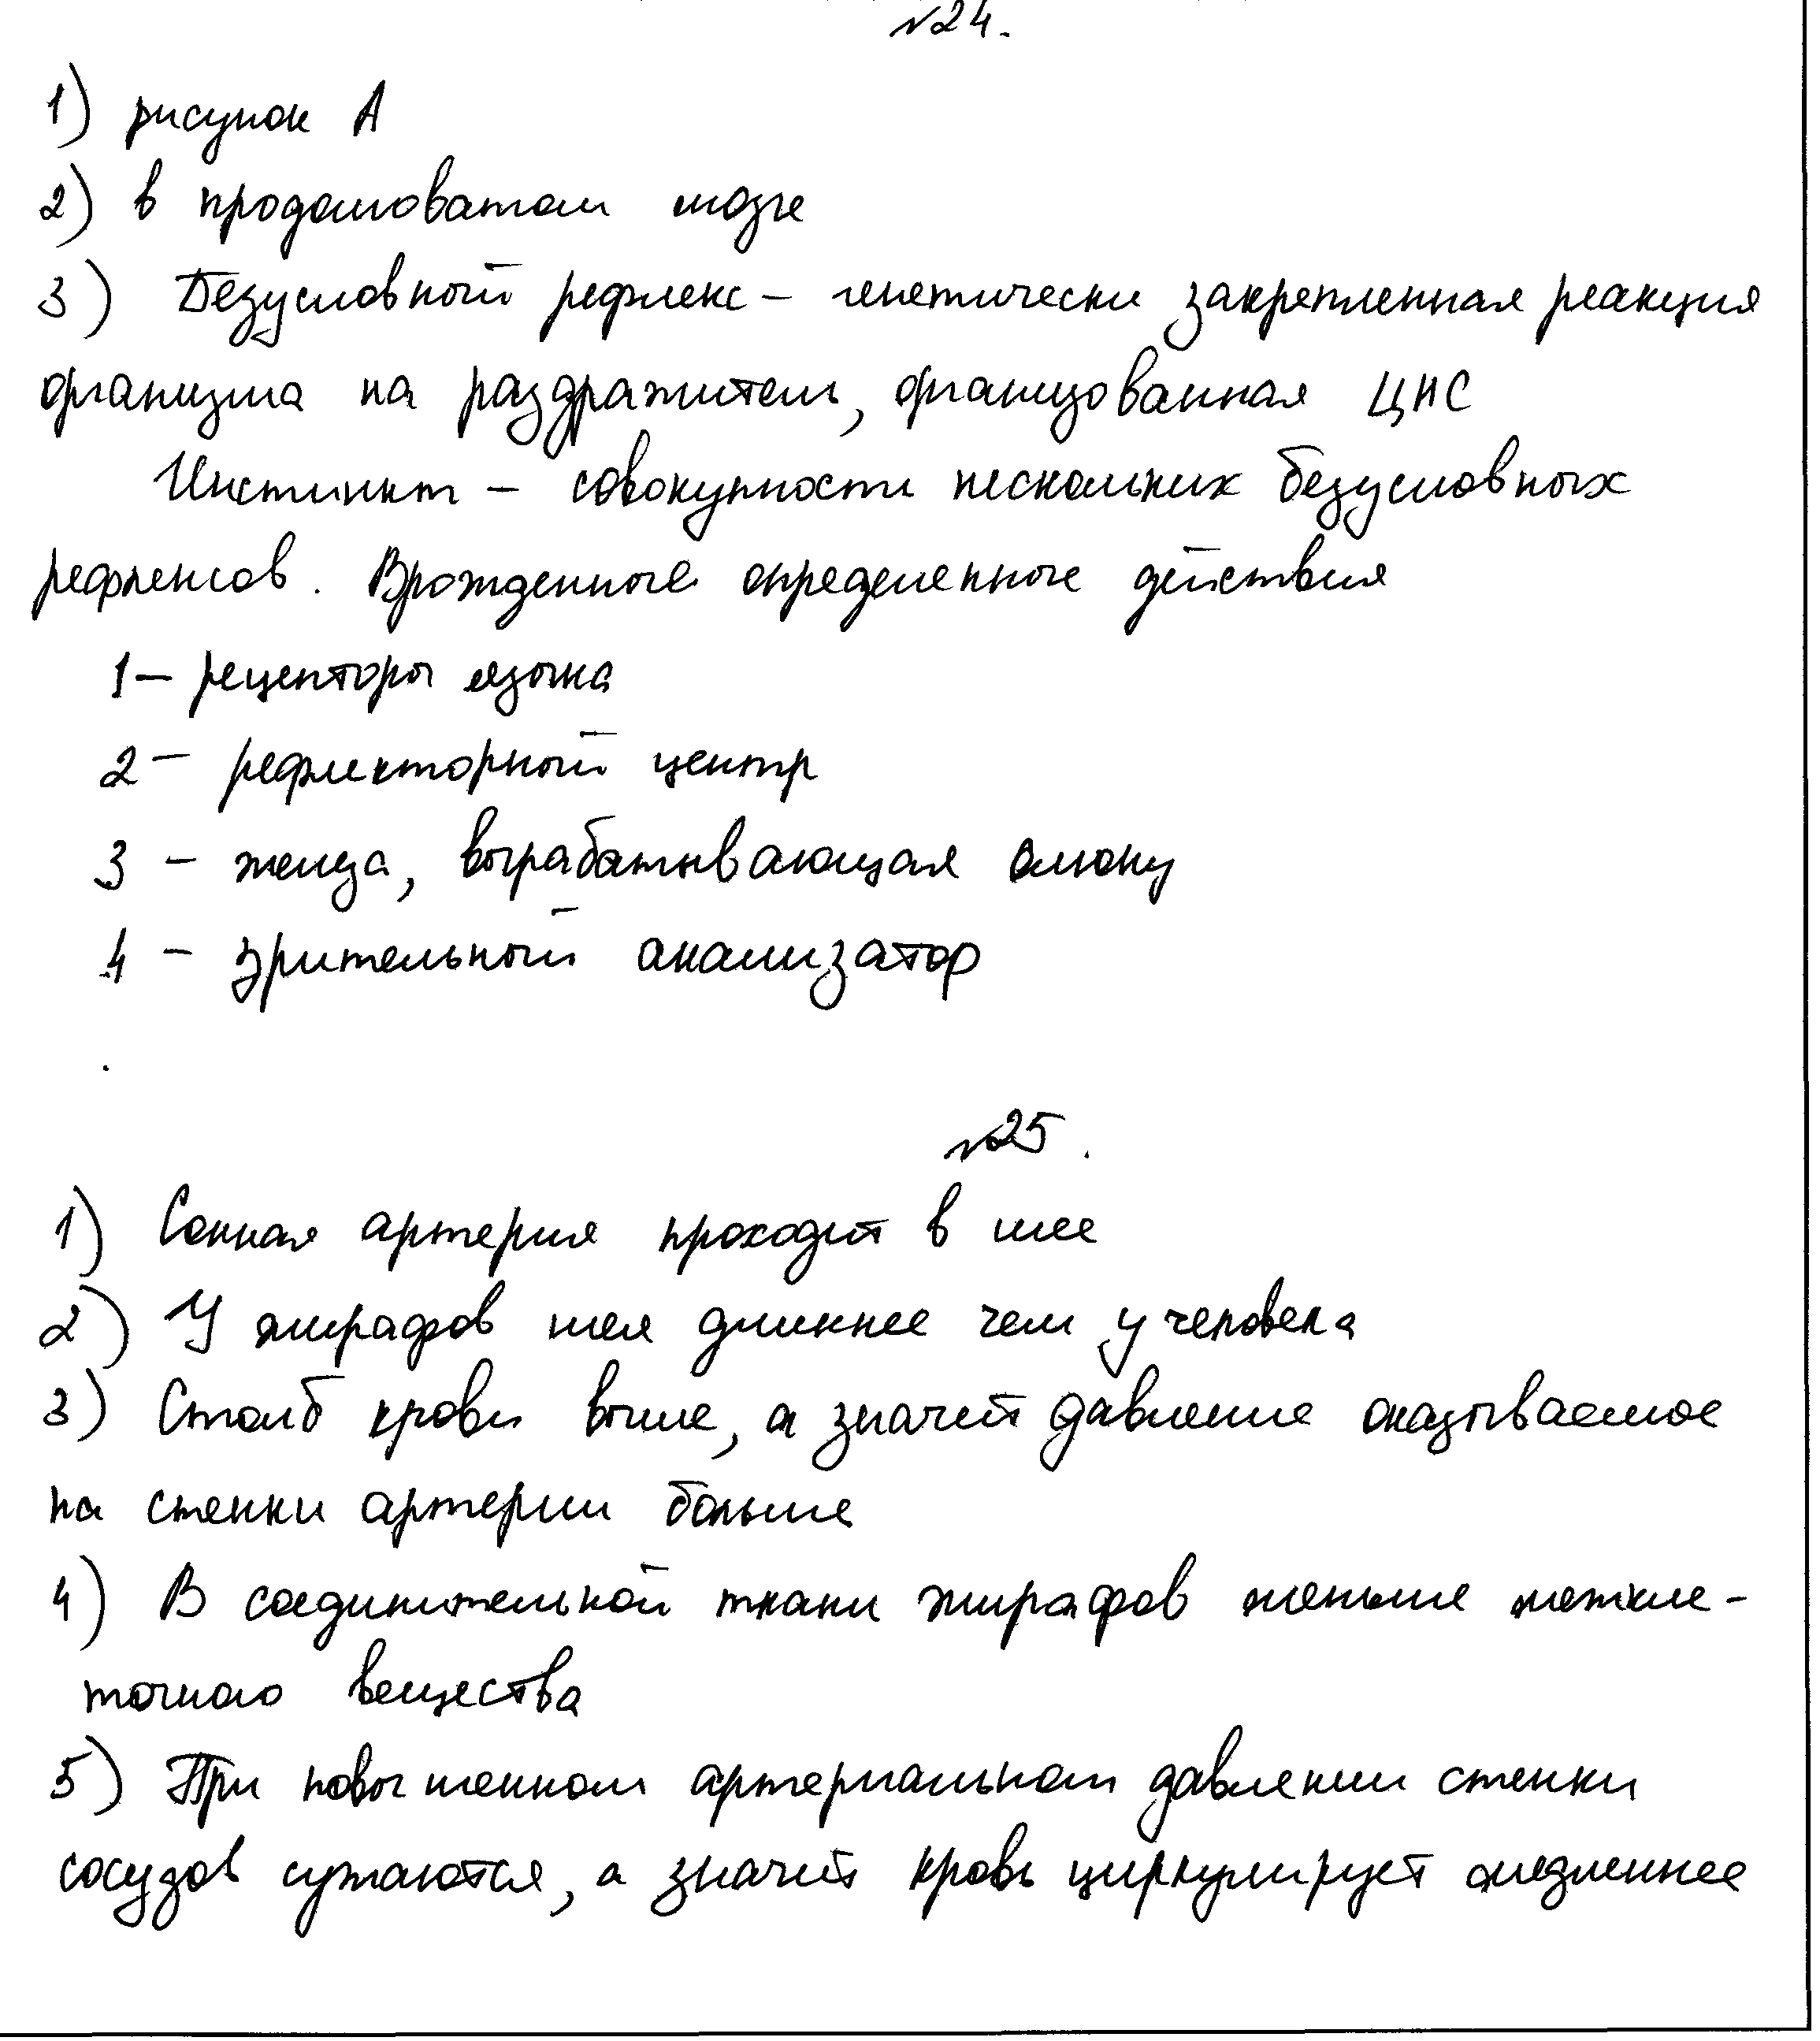 №24.
1) рисунок А
2) в продолговатом мозге
3) Безусловный рефлекс – генетически закрепленная реакция
организма на раздражитель, организованная ЦНС
Инстинкт – совокупности нескольких безусловных
рефлексов. Врожденные определенные действия
1 – рецепторы языка
2 – рефлекторный центр
3 – железа, вырабатывающая слюну
4 – зрительный анализатор
№25.
1) Сонная артерия проходит в шее
2) У жирафов шея длиннее чем у человека
3) Столб крови выше, а значит давление оказываемое
на стенки артерии больше
4) В соединительной ткани жирафов меньше межкле-
точного вещества
5) При повышенном артериальном давлении стенки
сосудов сужаются, а значит кровь циркулирует медленнее